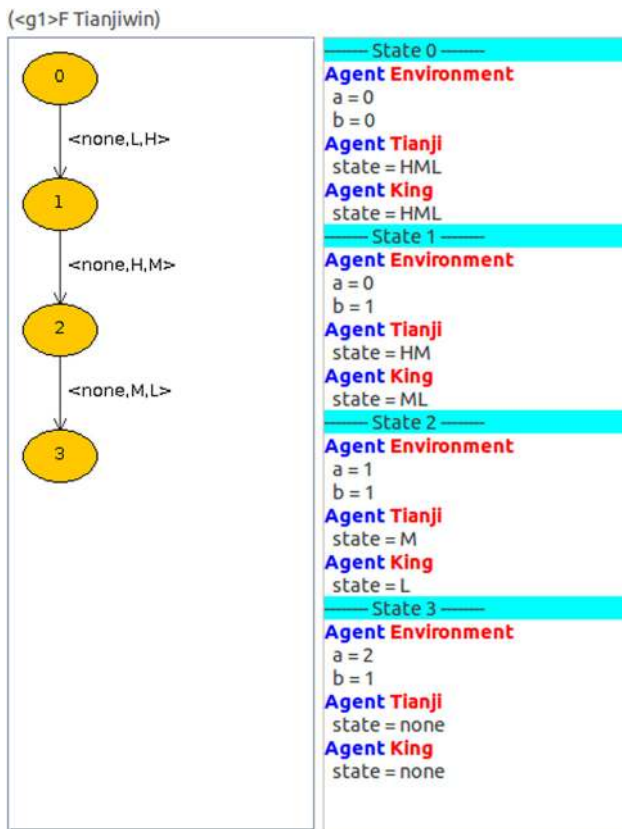 (<g1>F Tianjiwin)
0
<none,L,H>
1
<none,H,M>
2
<none,M,L>
3
-------- State 0 --------
Agent Environment
a = 0
b = 0
Agent Tianji
state = HML
Agent King
state = HML
-------- State 1 --------
Agent Environment
a = 0
b = 1
Agent Tianji
state = HM
Agent King
state = ML
-------- State 2 --------
Agent Environment
a = 1
b = 1
Agent Tianji
state = M
Agent King
state = L
-------- State 3 --------
Agent Environment
a = 2
b = 1
Agent Tianji
state = none
Agent King
state = none